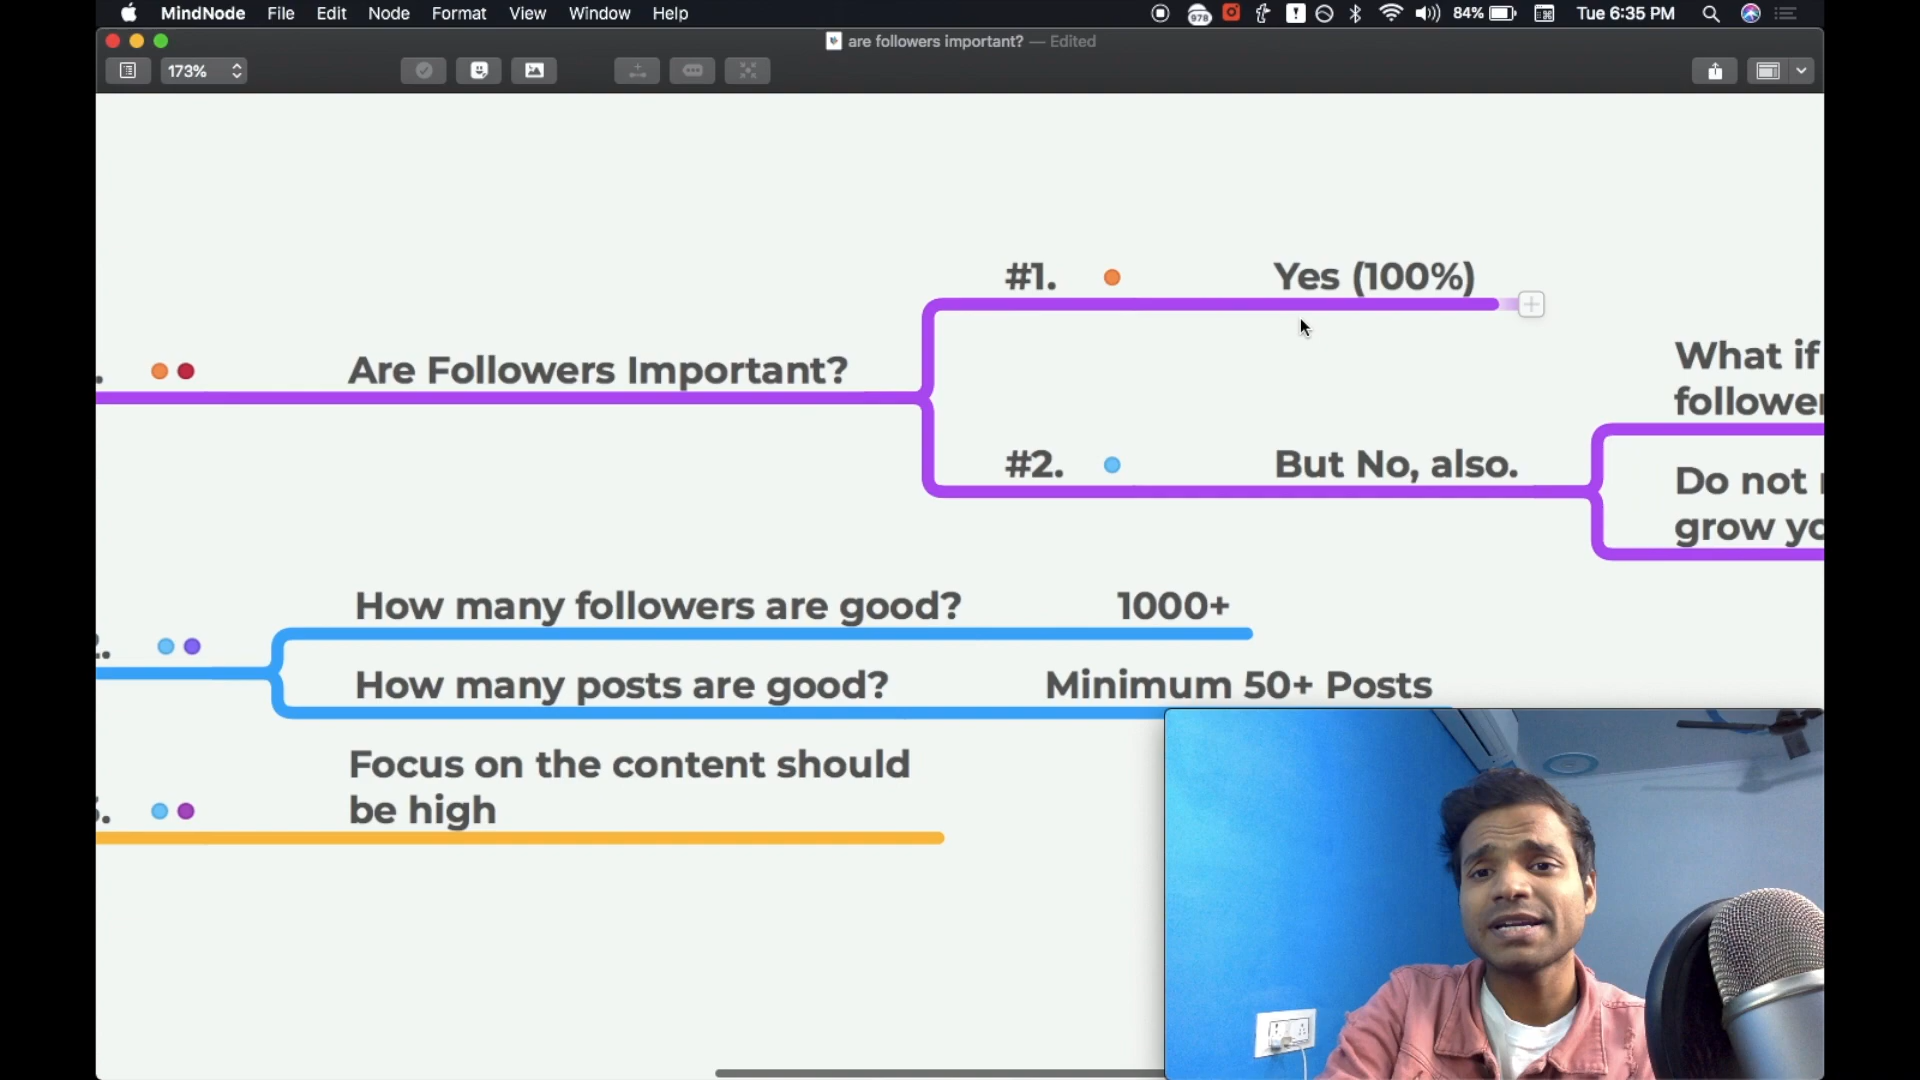 MindNode File Edit Node Format View Window Help 978 84% Tue 6:35 PM
are followers important? — Edited
173%
#1. Yes (100%)
Are Followers Important?
What if
#2. But No, also.
Do not
How many followers are good? 1000+
How many posts are good? Minimum 50+ Posts
Focus on the content should
be high